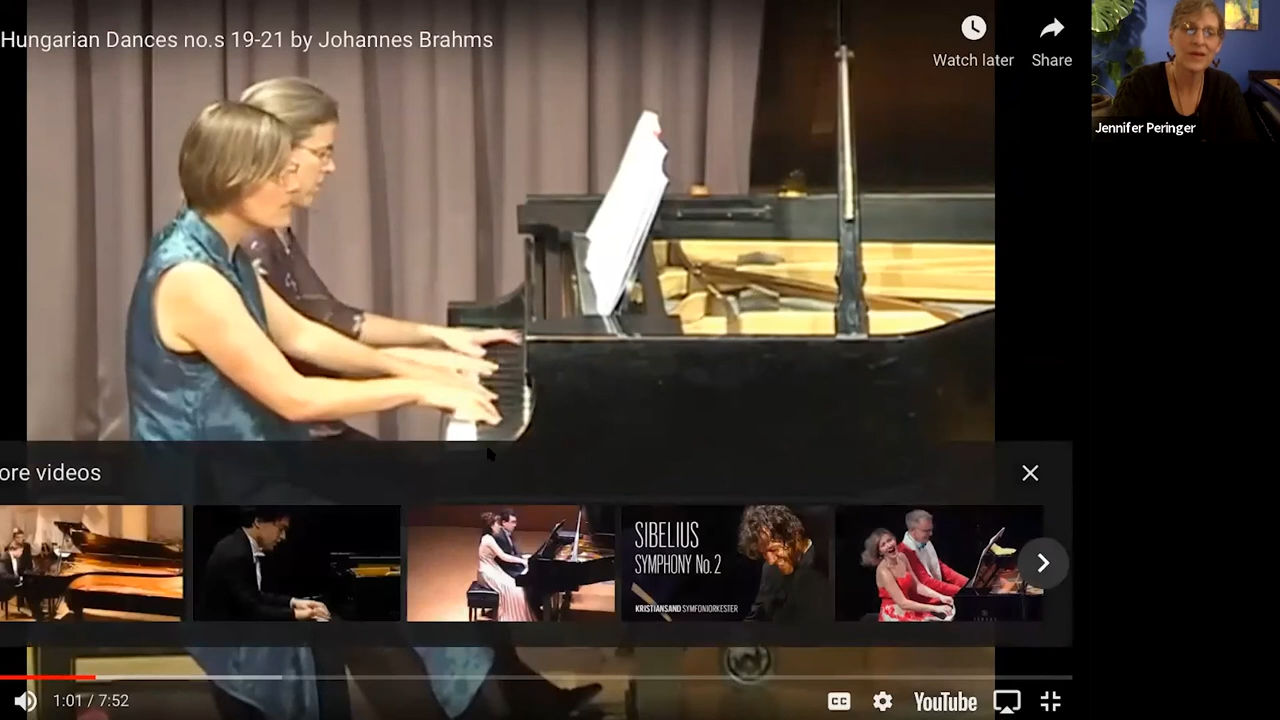 Hungarian Dances no.s 19-21 by Johannes Brahms
Watch later
Share
Jennifer Peringer
ore videos
SIBELIUS
SYMPHONY No. 2
KRISTIANSAND SYMFONIORKESTER
1:01 / 7:52
CC
YouTube